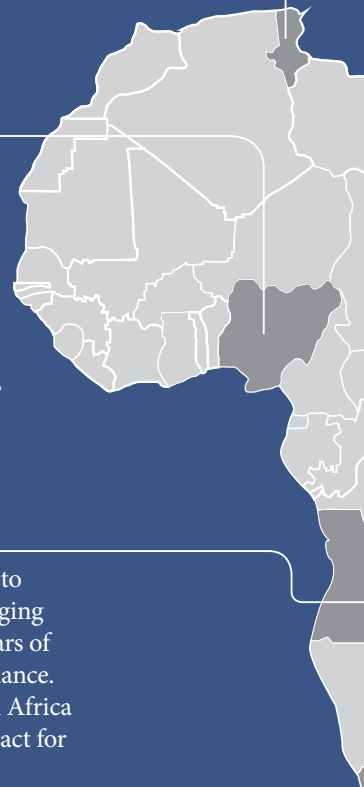 to
ging
ars of
ance.
Africa
act for